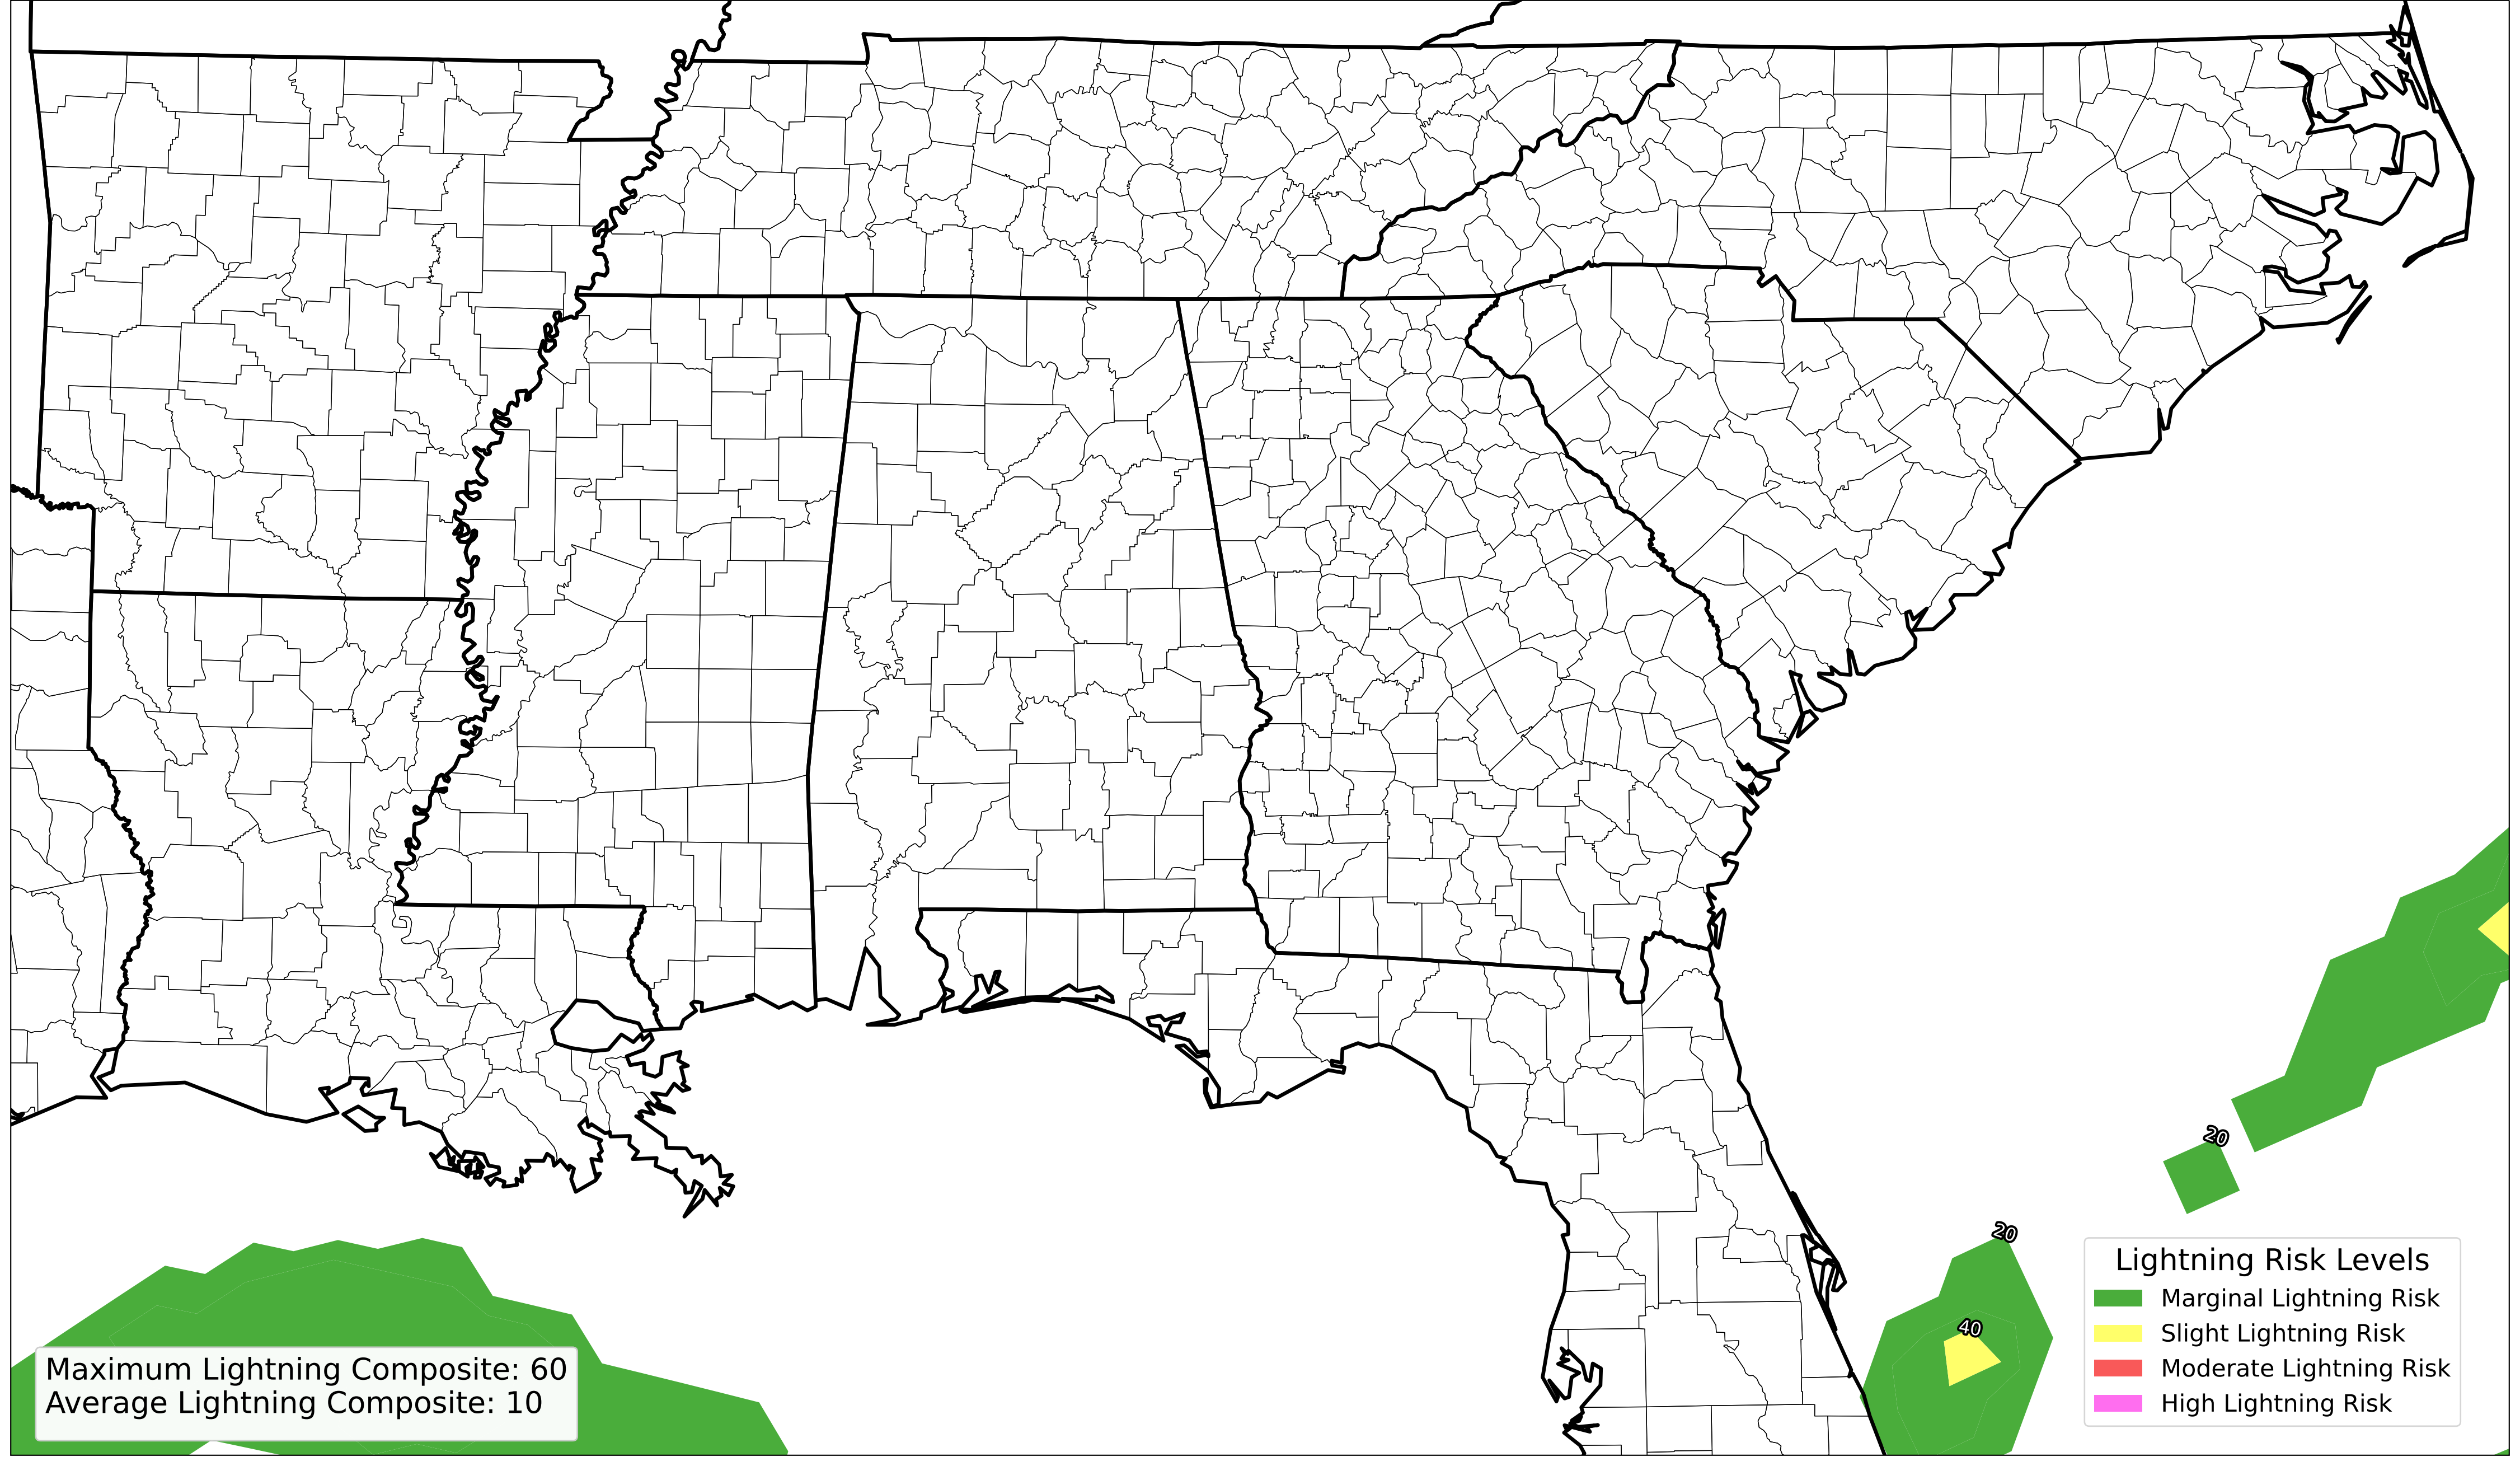 20
20
40
Lightning Risk Levels
Marginal Lightning Risk
Slight Lightning Risk
Moderate Lightning Risk
High Lightning Risk
Maximum Lightning Composite: 60
Average Lightning Composite: 10